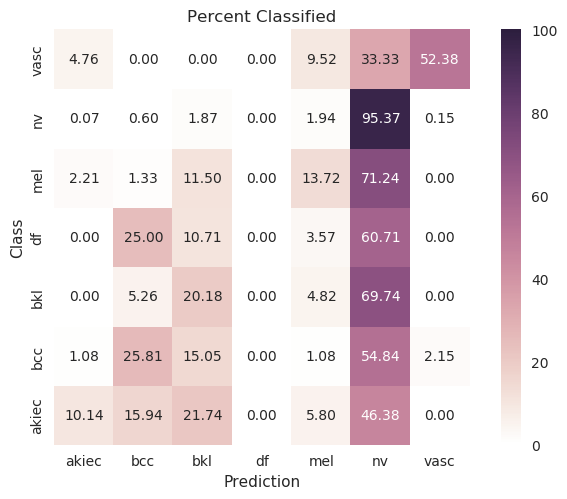 Percent Classified
vasc 4.76 0.00 0.00 0.00 9.52 33.33 52.38
nv 0.07 0.60 1.87 0.00 1.94 95.37 0.15
mel 2.21 1.33 11.50 0.00 13.72 71.24 0.00
df 0.00 25.00 10.71 0.00 3.57 60.71 0.00
bkl 0.00 5.26 20.18 0.00 4.82 69.74 0.00
bcc 1.08 25.81 15.05 0.00 1.08 54.84 2.15
akiec 10.14 15.94 21.74 0.00 5.80 46.38 0.00
akiec bcc bkl df mel nv vasc
Prediction
Class
100
80
60
40
20
0